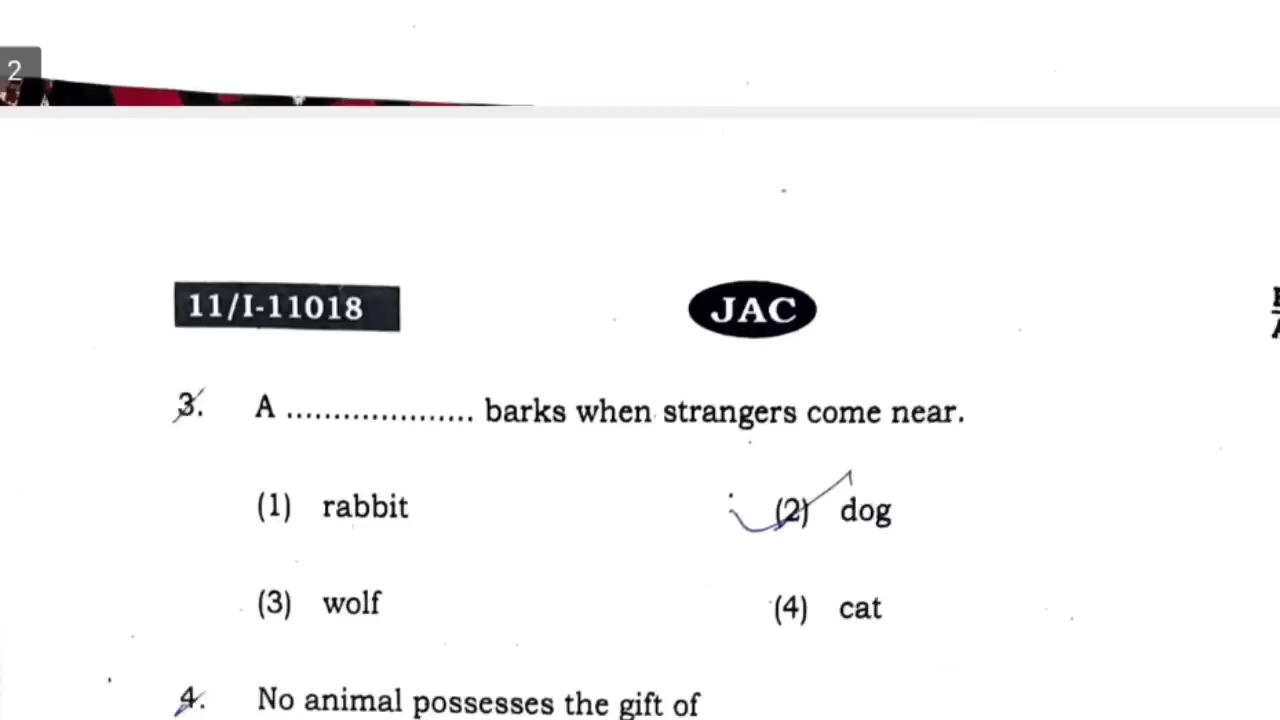 2
11/I-11018 JAC
3. A .................... barks when strangers come near.
(1) rabbit (2) dog
(3) wolf (4) cat
4. No animal possesses the gift of